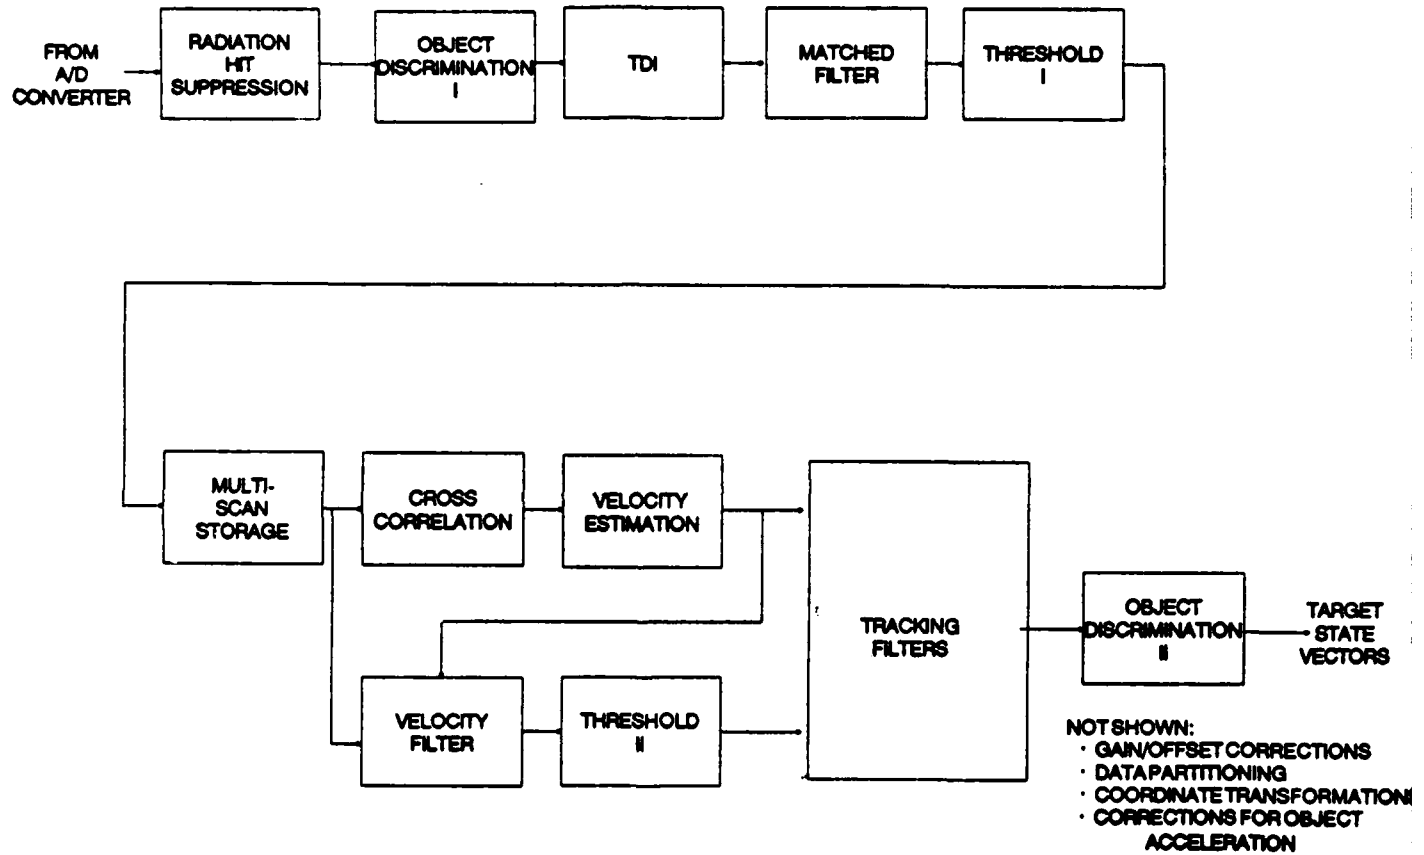 FROM
A/D
CONVERTER
RADIATION
HIT
SUPPRESSION
OBJECT
DISCRIMINATION
I
TDI
MATCHED
FILTER
THRESHOLD
I
MULTI-
SCAN
STORAGE
CROSS
CORRELATION
VELOCITY
ESTIMATION
VELOCITY
FILTER
THRESHOLD
II
TRACKING
FILTERS
OBJECT
DISCRIMINATION
II
TARGET
STATE
VECTORS
NOT SHOWN:
· GAIN/OFFSET CORRECTIONS
· DATA PARTITIONING
· COORDINATE TRANSFORMATIONS
· CORRECTIONS FOR OBJECT
ACCELERATION